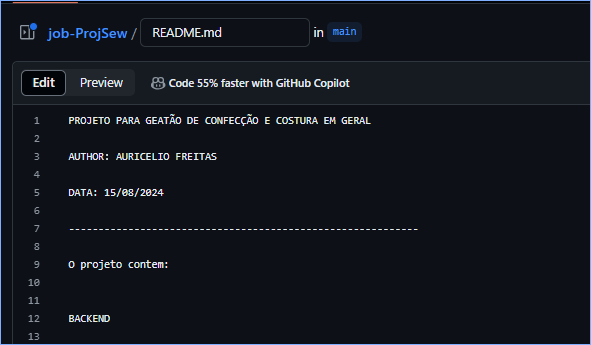 job-ProjSew / README.md in main
Edit Preview Code 55% faster with GitHub Copilot
1 PROJETO PARA GEATÃO DE CONFECÇÃO E COSTURA EM GERAL
2
3 AUTHOR: AURICELIO FREITAS
4
5 DATA: 15/08/2024
6
7 -----------------------------------------------------------
8
9 O projeto contem:
10
11
12 BACKEND
13